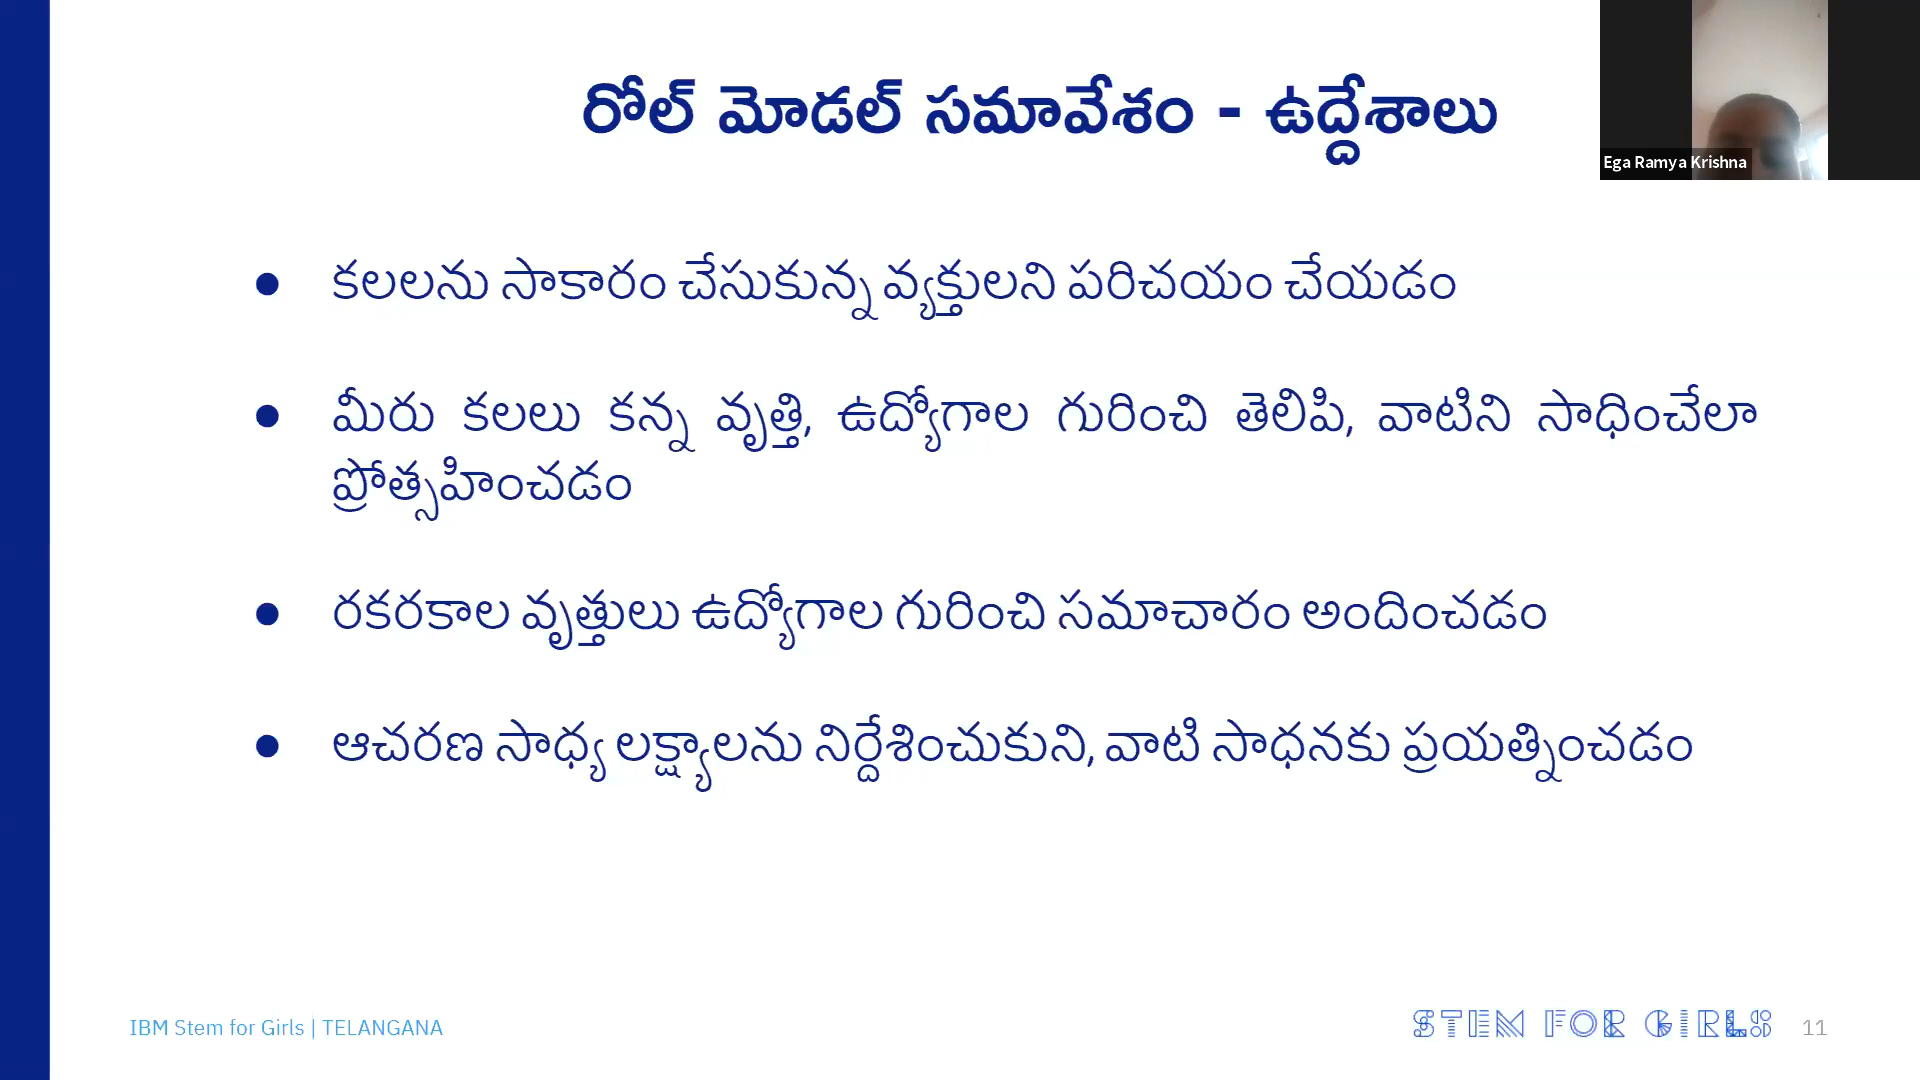 రోల్ మోడల్ సమావేశం - ఉద్దేశాలు
Ega Ramya Krishna
● కలలను సాకారం చేసుకున్న వ్యక్తులని పరిచయం చేయడం
● మీరు కలలు కన్న వృత్తి, ఉద్యోగాల గురించి తెలిపి, వాటిని సాధించేలా
ప్రోత్సహించడం
● రకరకాల వృత్తులు ఉద్యోగాల గురించి సమాచారం అందించడం
● ఆచరణ సాధ్య లక్ష్యాలను నిర్దేశించుకుని, వాటి సాధనకు ప్రయత్నించడం
IBM Stem for Girls | TELANGANA
STEM FOR GIRLS
11